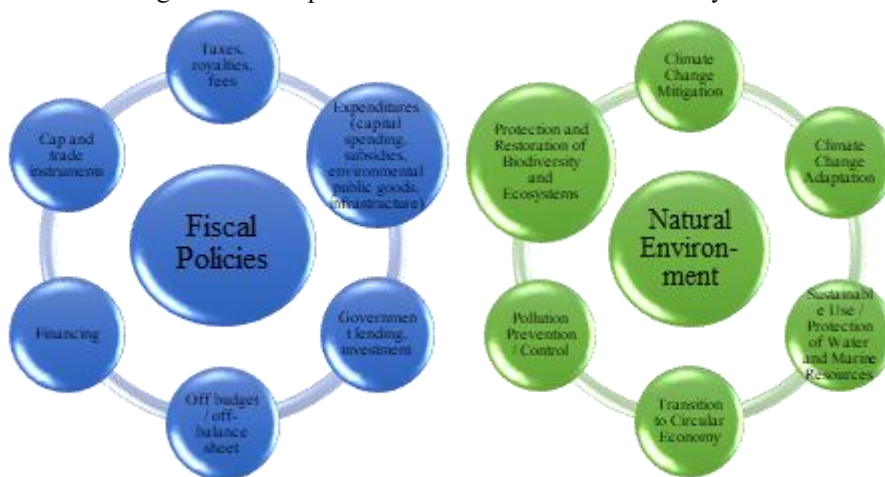 Taxes,
royalties,
fees
Expenditures
(capital
spending,
subsidies,
environmental
public goods,
infrastructure)
Governmen
t lending,
investment
Off budget
/ off-
balance
sheet
Financing
Cap and
trade
instruments
Fiscal
Policies
Climate
Change
Mitigation
Climate
Change
Adaptation
Sustainabl
e Use /
Protection
of Water
and Marine
Resources
Transition
to Circular
Economy
Pollution
Prevention
/ Control
Protection and
Restoration of
Biodiversity
and
Ecosystems
Natural
Environ-
ment